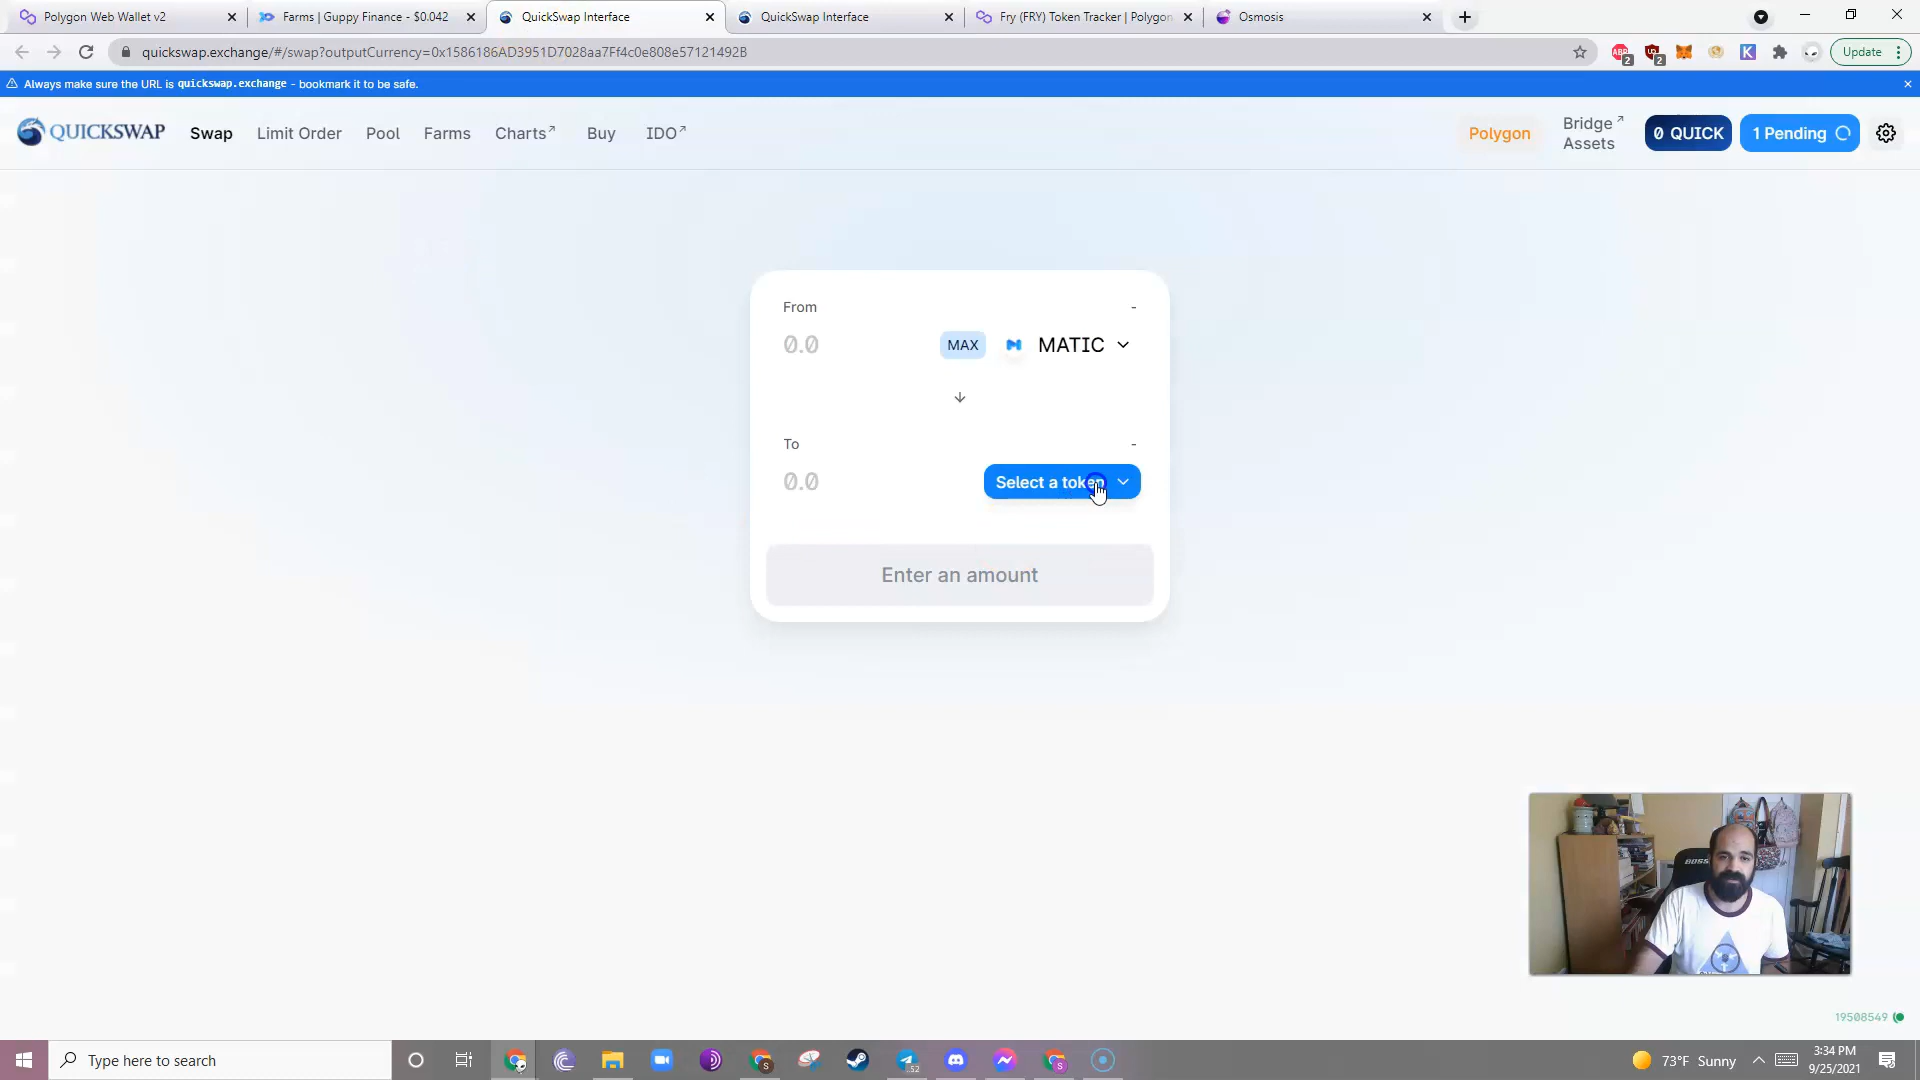 Polygon Web Wallet v2
Farms | Guppy Finance - $0.042
QuickSwap Interface
QuickSwap Interface
Fry (FRY) Token Tracker | Polygon
Osmosis
quickswap.exchange/#/swap?outputCurrency=0x1586186AD3951D7028aa7Ff4c0e808e57121492B
2
2
K
Update
Always make sure the URL is quickswap.exchange - bookmark it to be safe.
QUICKSWAP
Swap
Limit Order
Pool
Farms
Charts↗
Buy
IDO↗
Polygon
Bridge↗
Assets
0 QUICK
1 Pending
From
-
0.0
MAX
MATIC
To
-
0.0
Select a token
Enter an amount
BOSS
19508549
Type here to search
73°F Sunny
3:34 PM
9/25/2021